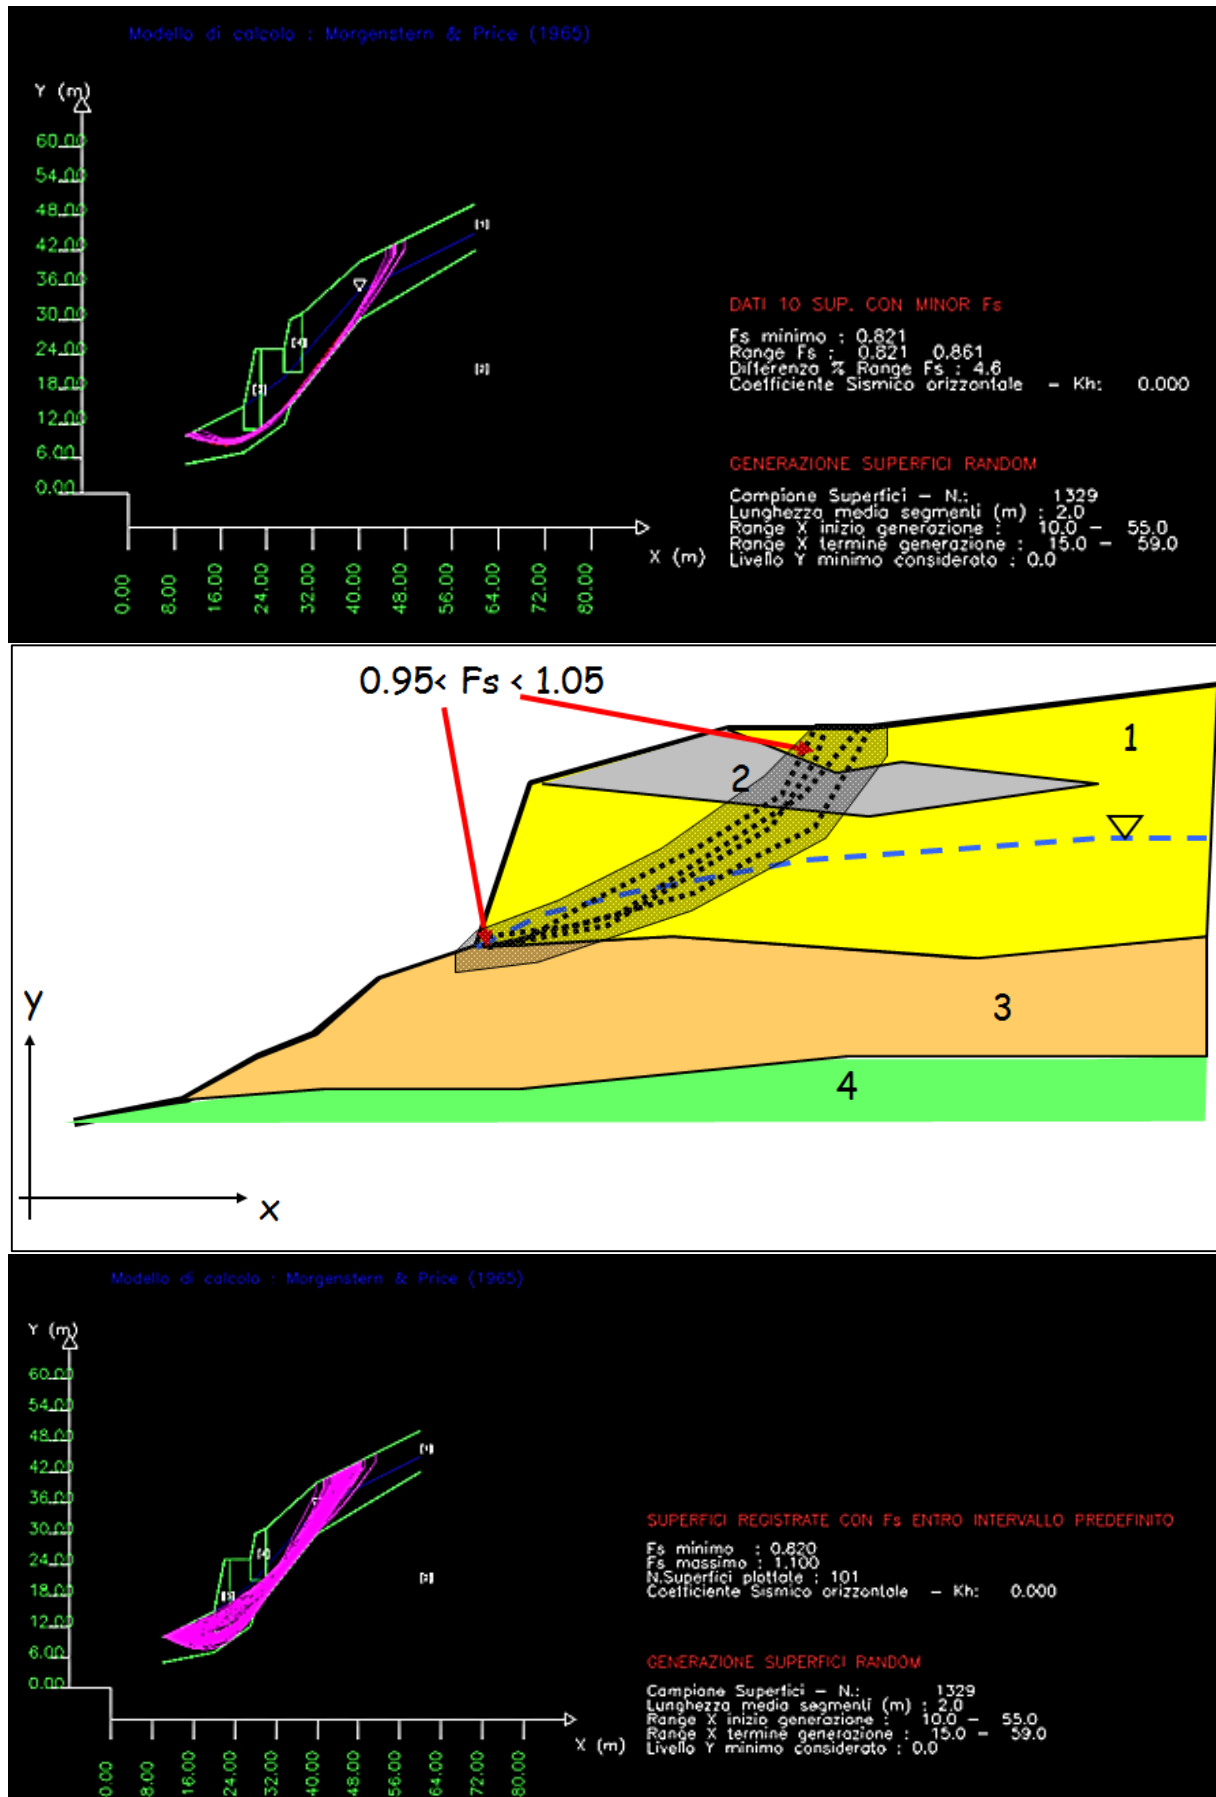 Modello di calcolo : Morgenstern & Price (1965)
Y (m)
60.00
54.00
48.00
42.00
36.00
30.00
24.00
18.00
12.00
6.00
0.00
[1]
[4]
[3]
[2]
DATI 10 SUP. CON MINOR Fs
Fs minimo : 0.821
Range Fs : 0.821 0.861
Differenza % Range Fs : 4.6
Coefficiente Sismico orizzontale - Kh: 0.000
GENERAZIONE SUPERFICI RANDOM
Campione Superfici - N.: 1329
Lunghezza media segmenti (m) : 2.0
Range X inizio generazione : 10.0 - 55.0
Range X termine generazione : 15.0 - 59.0
Livello Y minimo considerato : 0.0
X (m)
0.00 8.00 16.00 24.00 32.00 40.00 48.00 56.00 64.00 72.00 80.00
0.95< Fs < 1.05
1
2
3
4
y
x
Modello di calcolo : Morgenstern & Price (1965)
Y (m)
60.00
54.00
48.00
42.00
36.00
30.00
24.00
18.00
12.00
6.00
0.00
[1]
[4]
[3]
[2]
SUPERFICI REGISTRATE CON Fs ENTRO INTERVALLO PREDEFINITO
Fs minimo : 0.820
Fs massimo : 1.100
N.Superfici plottate : 101
Coefficiente Sismico orizzontale - Kh: 0.000
GENERAZIONE SUPERFICI RANDOM
Campione Superfici - N.: 1329
Lunghezza media segmenti (m) : 2.0
Range X inizio generazione : 10.0 - 55.0
Range X termine generazione : 15.0 - 59.0
Livello Y minimo considerato : 0.0
X (m)
0.00 8.00 16.00 24.00 32.00 40.00 48.00 56.00 64.00 72.00 80.00